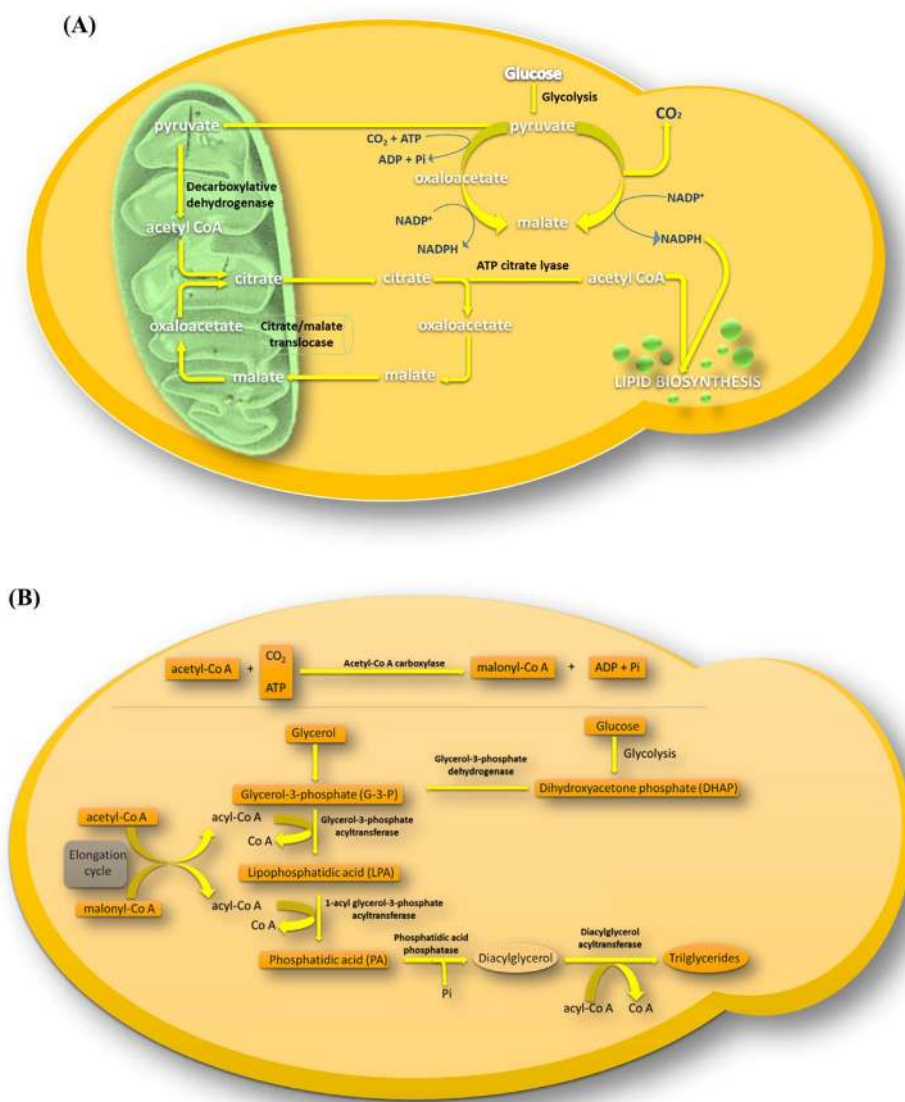 (A)
Glucose
Glycolysis
pyruvate
pyruvate
CO₂
CO₂ + ATP
ADP + Pi
oxaloacetate
Decarboxylative
dehydrogenase
NADP⁺
NADP⁺
malate
acetyl CoA
NADPH
NADPH
ATP citrate lyase
citrate
citrate
acetyl CoA
oxaloacetate
Citrate/malate
translocase
oxaloacetate
malate
malate
LIPID BIOSYNTHESIS
(B)
acetyl-Co A
+
CO₂
ATP
Acetyl-Co A carboxylase
malonyl-Co A
+
ADP + Pi
Glycerol
Glucose
Glycolysis
Glycerol-3-phosphate
dehydrogenase
Glycerol-3-phosphate (G-3-P)
Dihydroxyacetone phosphate (DHAP)
acetyl-Co A
acyl-Co A
Glycerol-3-phosphate
acyltransferase
Co A
Elongation
cycle
Lipophosphatidic acid (LPA)
malonyl-Co A
acyl-Co A
1-acyl glycerol-3-phosphate
acyltransferase
Co A
Phosphatidic acid (PA)
Phosphatidic acid
phosphatase
Diacylglycerol
Diacylglycerol
acyltransferase
Trilglycerides
Pi
acyl-Co A
Co A